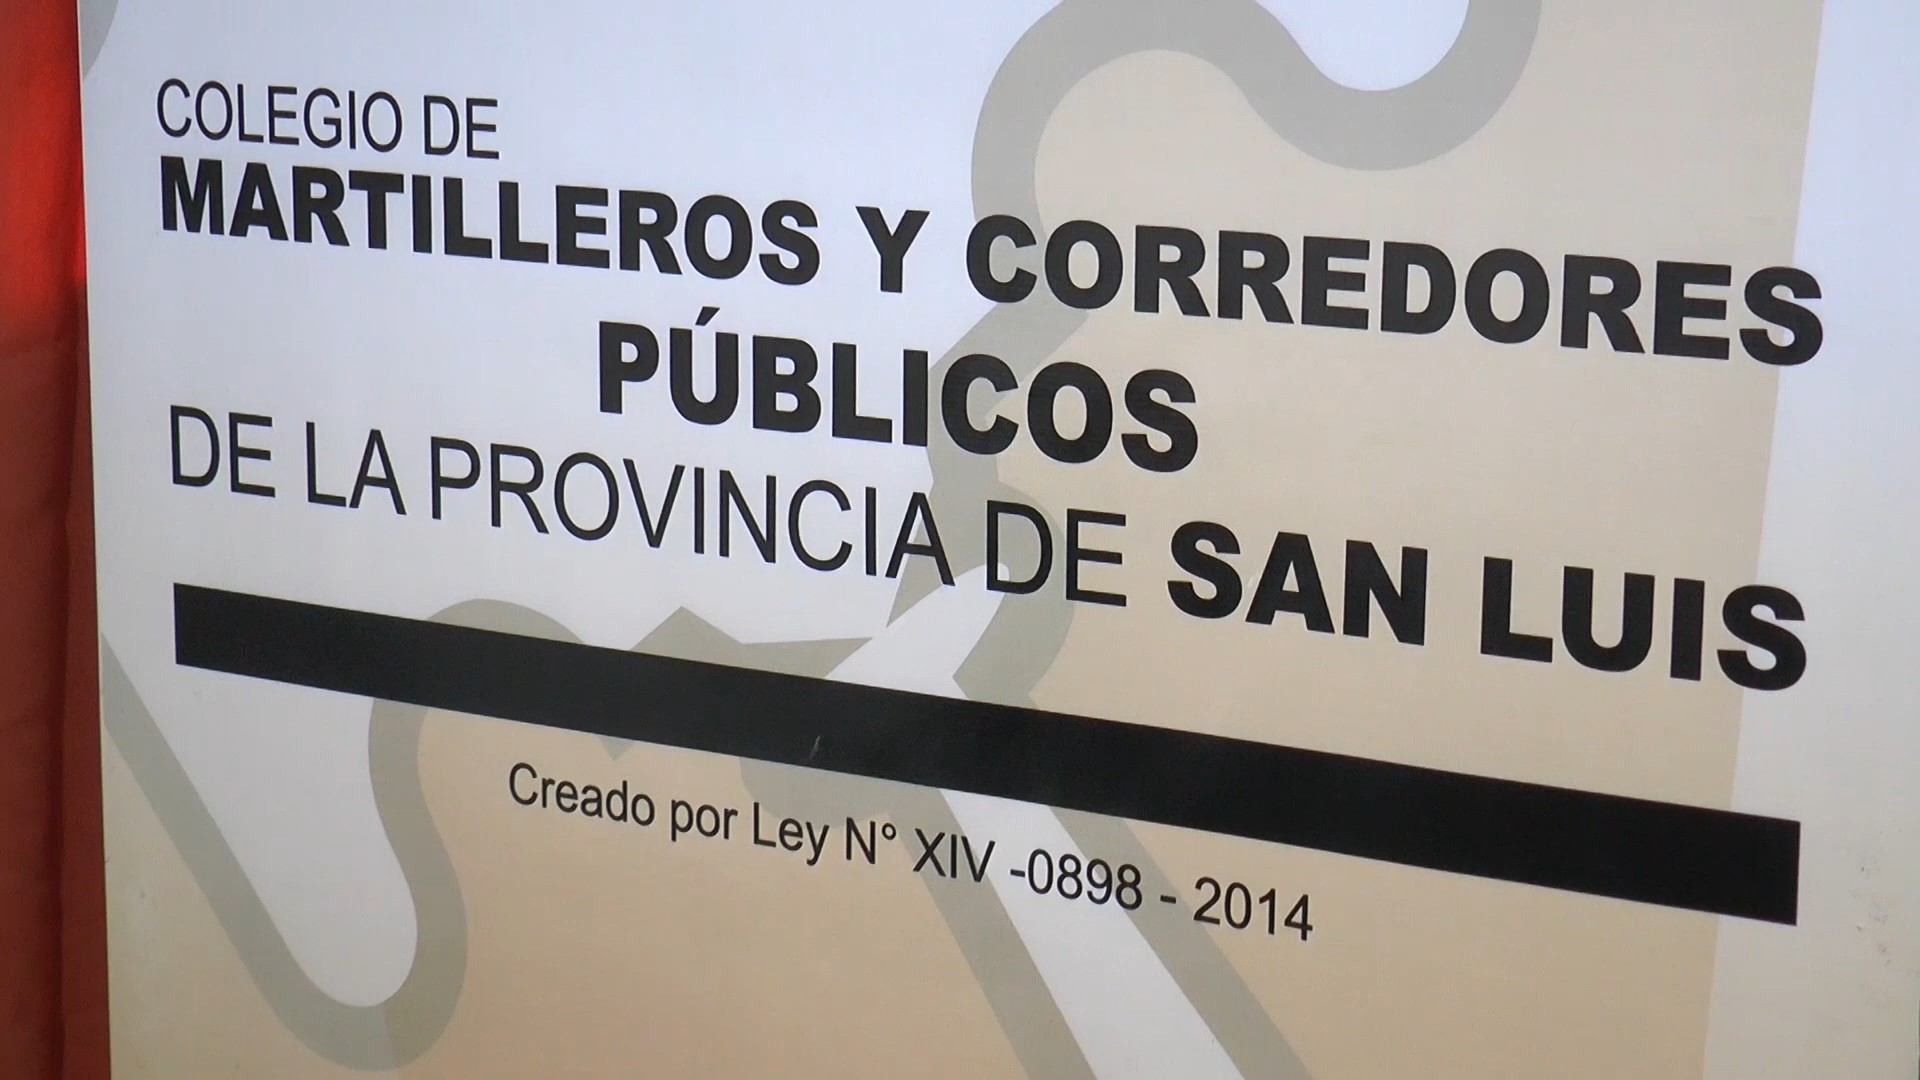 COLEGIO DE
MARTILLEROS Y CORREDORES
PÚBLICOS
DE LA PROVINCIA DE SAN LUIS
Creado por Ley N° XIV -0898 - 2014